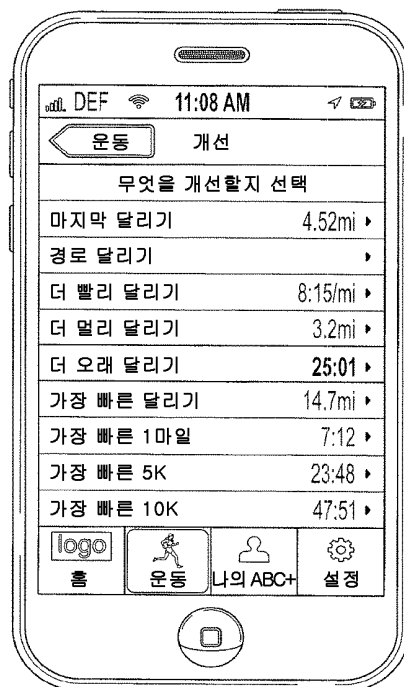 DEF 11:08 AM
운동 개선
무엇을 개선할지 선택
마지막 달리기 4.52mi
경로 달리기
더 빨리 달리기 8:15/mi
더 멀리 달리기 3.2mi
더 오래 달리기 25:01
가장 빠른 달리기 14.7mi
가장 빠른 1마일 7:12
가장 빠른 5K 23:48
가장 빠른 10K 47:51
logo
홈 운동 나의 ABC+ 설정